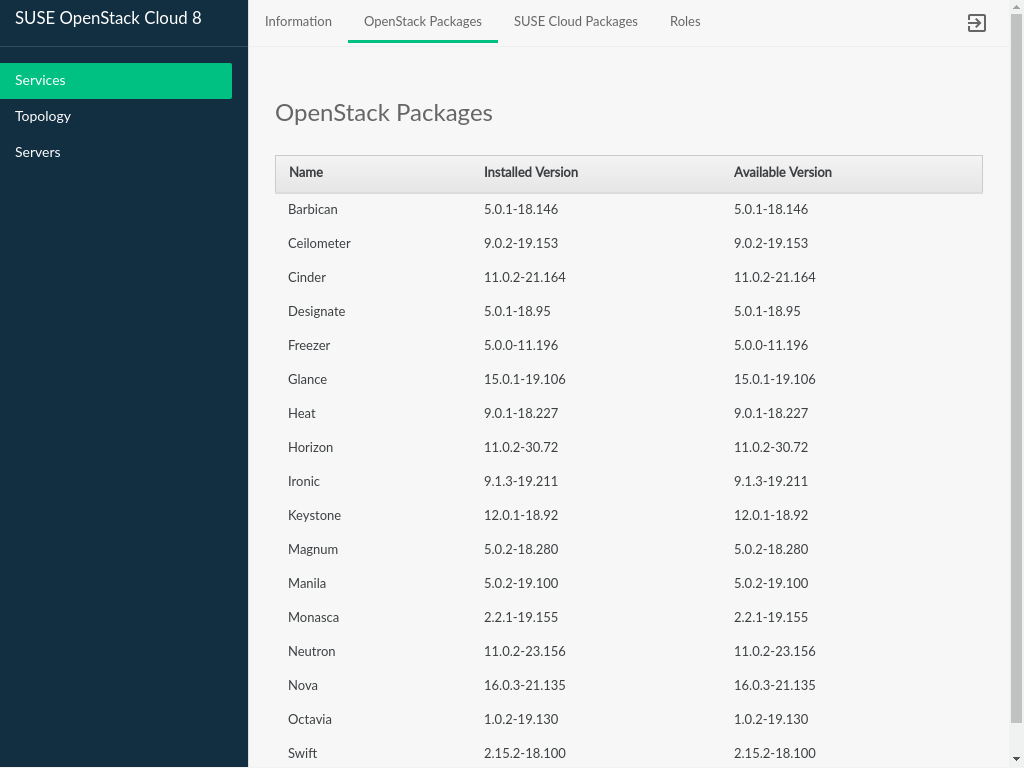 SUSE OpenStack Cloud 8
Information OpenStack Packages SUSE Cloud Packages Roles
Services
Topology
Servers
OpenStack Packages
Name Installed Version Available Version
Barbican 5.0.1-18.146 5.0.1-18.146
Ceilometer 9.0.2-19.153 9.0.2-19.153
Cinder 11.0.2-21.164 11.0.2-21.164
Designate 5.0.1-18.95 5.0.1-18.95
Freezer 5.0.0-11.196 5.0.0-11.196
Glance 15.0.1-19.106 15.0.1-19.106
Heat 9.0.1-18.227 9.0.1-18.227
Horizon 11.0.2-30.72 11.0.2-30.72
Ironic 9.1.3-19.211 9.1.3-19.211
Keystone 12.0.1-18.92 12.0.1-18.92
Magnum 5.0.2-18.280 5.0.2-18.280
Manila 5.0.2-19.100 5.0.2-19.100
Monasca 2.2.1-19.155 2.2.1-19.155
Neutron 11.0.2-23.156 11.0.2-23.156
Nova 16.0.3-21.135 16.0.3-21.135
Octavia 1.0.2-19.130 1.0.2-19.130
Swift 2.15.2-18.100 2.15.2-18.100